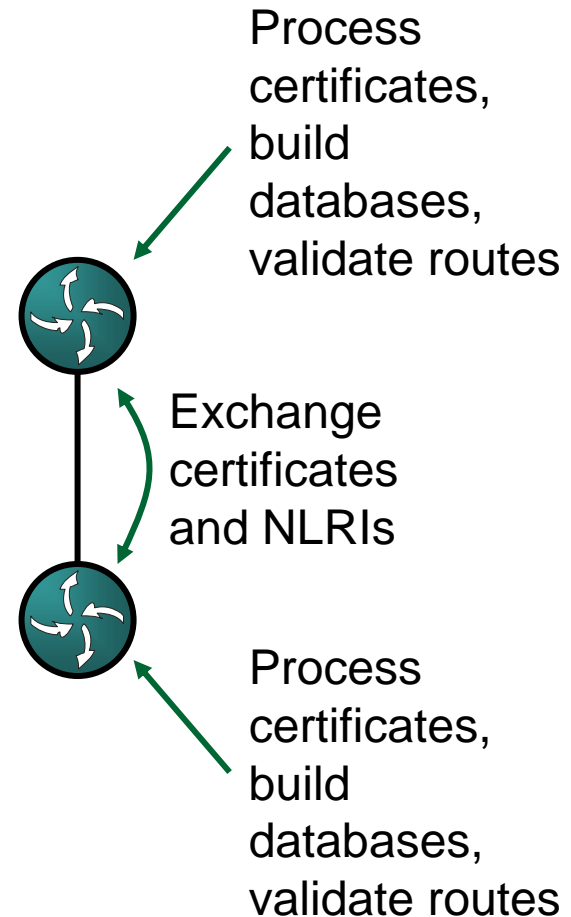 Process
certificates,
build
databases,
validate routes
Exchange
certificates
and NLRIs
Process
certificates,
build
databases,
validate routes